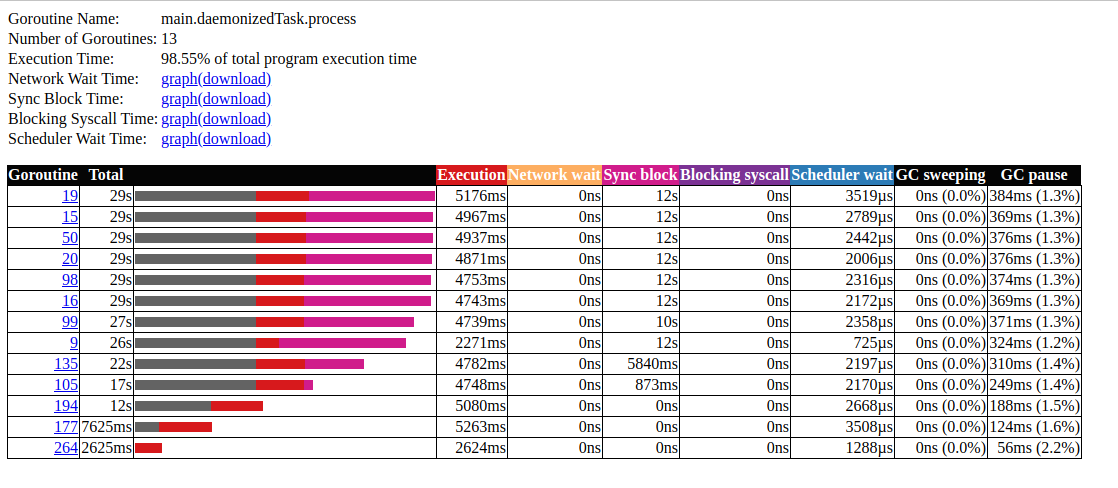 Goroutine Name: main.daemonizedTask.process
Number of Goroutines: 13
Execution Time: 98.55% of total program execution time
Network Wait Time: graph(download)
Sync Block Time: graph(download)
Blocking Syscall Time: graph(download)
Scheduler Wait Time: graph(download)
Goroutine Total Execution Network wait Sync block Blocking syscall Scheduler wait GC sweeping GC pause
19 29s 5176ms 0ns 12s 0ns 3519µs 0ns (0.0%) 384ms (1.3%)
15 29s 4967ms 0ns 12s 0ns 2789µs 0ns (0.0%) 369ms (1.3%)
50 29s 4937ms 0ns 12s 0ns 2442µs 0ns (0.0%) 376ms (1.3%)
20 29s 4871ms 0ns 12s 0ns 2006µs 0ns (0.0%) 376ms (1.3%)
98 29s 4753ms 0ns 12s 0ns 2316µs 0ns (0.0%) 374ms (1.3%)
16 29s 4743ms 0ns 12s 0ns 2172µs 0ns (0.0%) 369ms (1.3%)
99 27s 4739ms 0ns 10s 0ns 2358µs 0ns (0.0%) 371ms (1.3%)
9 26s 2271ms 0ns 12s 0ns 725µs 0ns (0.0%) 324ms (1.2%)
135 22s 4782ms 0ns 5840ms 0ns 2197µs 0ns (0.0%) 310ms (1.4%)
105 17s 4748ms 0ns 873ms 0ns 2170µs 0ns (0.0%) 249ms (1.4%)
194 12s 5080ms 0ns 0ns 0ns 2668µs 0ns (0.0%) 188ms (1.5%)
177 7625ms 5263ms 0ns 0ns 0ns 3508µs 0ns (0.0%) 124ms (1.6%)
264 2625ms 2624ms 0ns 0ns 0ns 1288µs 0ns (0.0%) 56ms (2.2%)